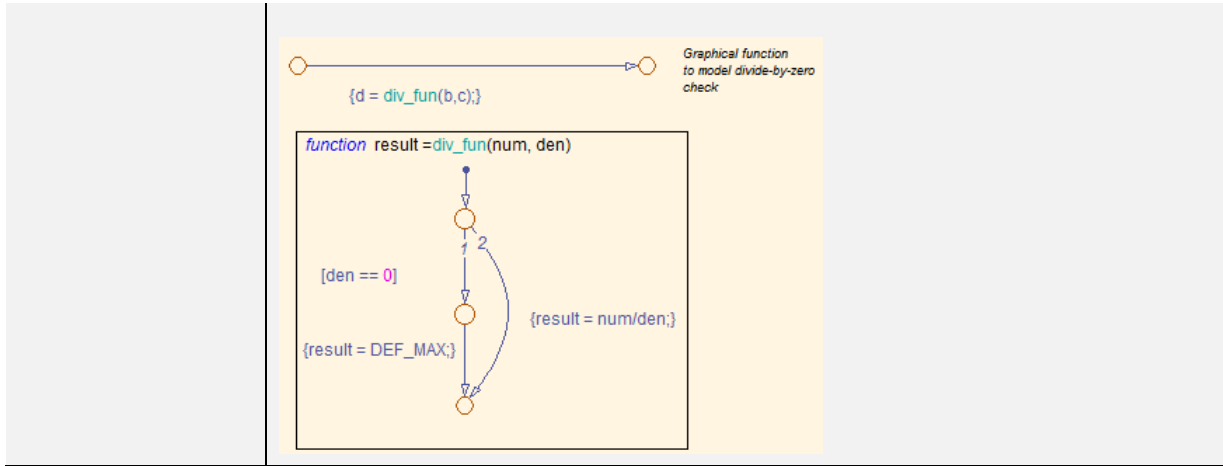 Graphical function
to model divide-by-zero
check
{d = div_fun(b,c);}
function result =div_fun(num, den)
1 2
[den == 0]
{result = num/den;}
{result = DEF_MAX;}